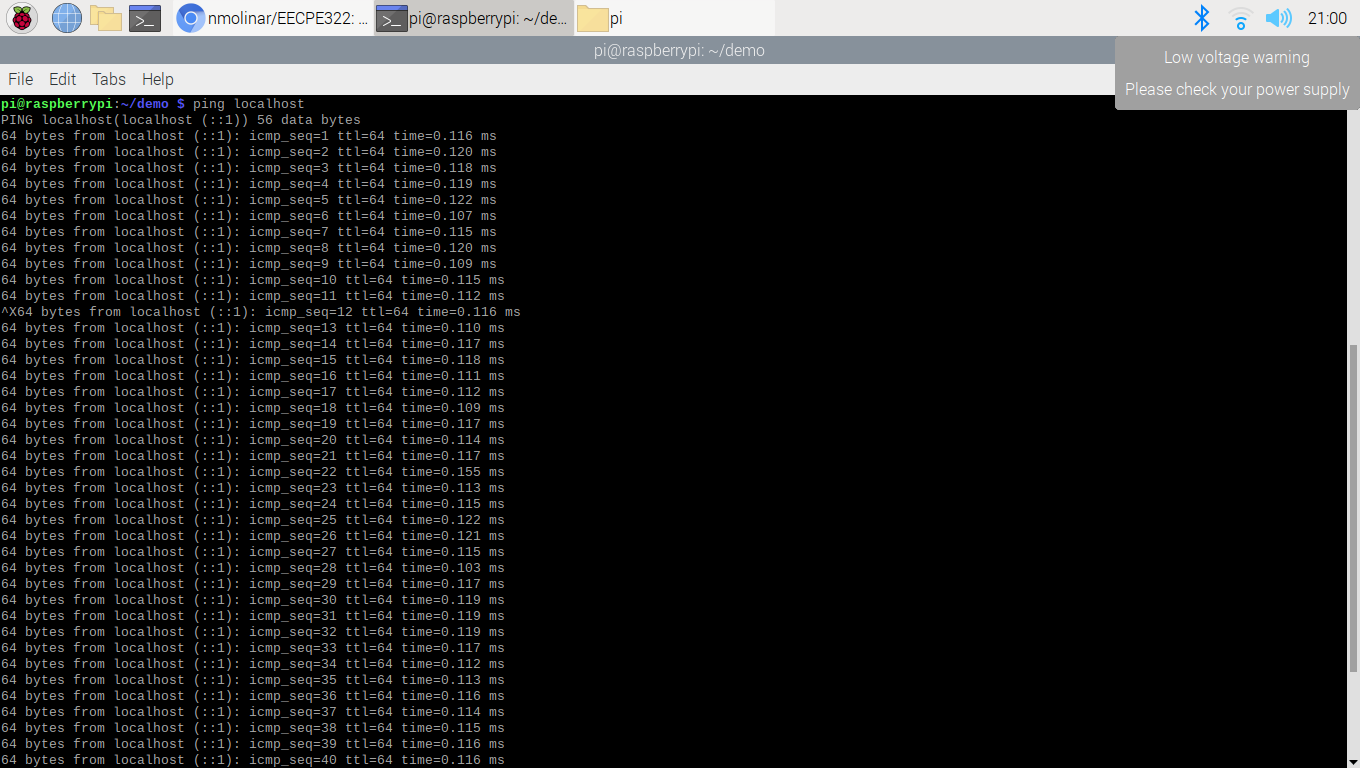 nmolinar/EECPE322: ...
pi@raspberrypi: ~/de...
pi
21:00
pi@raspberrypi: ~/demo
Low voltage warning
Please check your power supply
File Edit Tabs Help
pi@raspberrypi:~/demo $ ping localhost
PING localhost(localhost (::1)) 56 data bytes
64 bytes from localhost (::1): icmp_seq=1 ttl=64 time=0.116 ms
64 bytes from localhost (::1): icmp_seq=2 ttl=64 time=0.120 ms
64 bytes from localhost (::1): icmp_seq=3 ttl=64 time=0.118 ms
64 bytes from localhost (::1): icmp_seq=4 ttl=64 time=0.119 ms
64 bytes from localhost (::1): icmp_seq=5 ttl=64 time=0.122 ms
64 bytes from localhost (::1): icmp_seq=6 ttl=64 time=0.107 ms
64 bytes from localhost (::1): icmp_seq=7 ttl=64 time=0.115 ms
64 bytes from localhost (::1): icmp_seq=8 ttl=64 time=0.120 ms
64 bytes from localhost (::1): icmp_seq=9 ttl=64 time=0.109 ms
64 bytes from localhost (::1): icmp_seq=10 ttl=64 time=0.115 ms
64 bytes from localhost (::1): icmp_seq=11 ttl=64 time=0.112 ms
^X64 bytes from localhost (::1): icmp_seq=12 ttl=64 time=0.116 ms
64 bytes from localhost (::1): icmp_seq=13 ttl=64 time=0.110 ms
64 bytes from localhost (::1): icmp_seq=14 ttl=64 time=0.117 ms
64 bytes from localhost (::1): icmp_seq=15 ttl=64 time=0.118 ms
64 bytes from localhost (::1): icmp_seq=16 ttl=64 time=0.111 ms
64 bytes from localhost (::1): icmp_seq=17 ttl=64 time=0.112 ms
64 bytes from localhost (::1): icmp_seq=18 ttl=64 time=0.109 ms
64 bytes from localhost (::1): icmp_seq=19 ttl=64 time=0.117 ms
64 bytes from localhost (::1): icmp_seq=20 ttl=64 time=0.114 ms
64 bytes from localhost (::1): icmp_seq=21 ttl=64 time=0.117 ms
64 bytes from localhost (::1): icmp_seq=22 ttl=64 time=0.155 ms
64 bytes from localhost (::1): icmp_seq=23 ttl=64 time=0.113 ms
64 bytes from localhost (::1): icmp_seq=24 ttl=64 time=0.115 ms
64 bytes from localhost (::1): icmp_seq=25 ttl=64 time=0.122 ms
64 bytes from localhost (::1): icmp_seq=26 ttl=64 time=0.121 ms
64 bytes from localhost (::1): icmp_seq=27 ttl=64 time=0.115 ms
64 bytes from localhost (::1): icmp_seq=28 ttl=64 time=0.103 ms
64 bytes from localhost (::1): icmp_seq=29 ttl=64 time=0.117 ms
64 bytes from localhost (::1): icmp_seq=30 ttl=64 time=0.119 ms
64 bytes from localhost (::1): icmp_seq=31 ttl=64 time=0.119 ms
64 bytes from localhost (::1): icmp_seq=32 ttl=64 time=0.119 ms
64 bytes from localhost (::1): icmp_seq=33 ttl=64 time=0.117 ms
64 bytes from localhost (::1): icmp_seq=34 ttl=64 time=0.112 ms
64 bytes from localhost (::1): icmp_seq=35 ttl=64 time=0.113 ms
64 bytes from localhost (::1): icmp_seq=36 ttl=64 time=0.116 ms
64 bytes from localhost (::1): icmp_seq=37 ttl=64 time=0.114 ms
64 bytes from localhost (::1): icmp_seq=38 ttl=64 time=0.115 ms
64 bytes from localhost (::1): icmp_seq=39 ttl=64 time=0.116 ms
64 bytes from localhost (::1): icmp_seq=40 ttl=64 time=0.116 ms